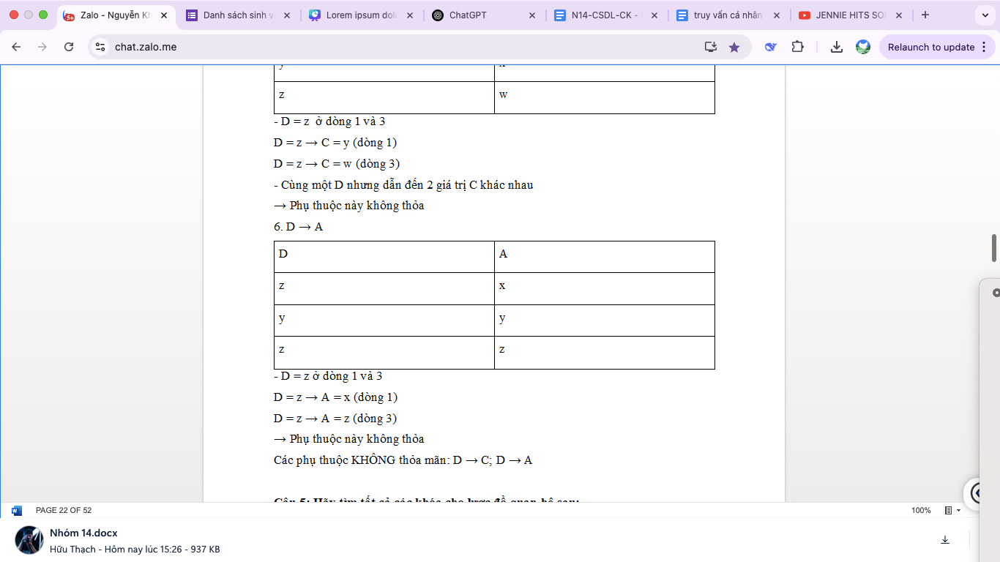 Zalo - Nguyễn Kh
Danh sách sinh v
Lorem ipsum dolo
ChatGPT
N14-CSDL-CK -
truy vấn cá nhân
JENNIE HITS SO
chat.zalo.me
Relaunch to update
z w
- D = z ở dòng 1 và 3
D = z → C = y (dòng 1)
D = z → C = w (dòng 3)
- Cùng một D nhưng dẫn đến 2 giá trị C khác nhau
→ Phụ thuộc này không thỏa
6. D → A
D A
z x
y y
z z
- D = z ở dòng 1 và 3
D = z → A = x (dòng 1)
D = z → A = z (dòng 3)
→ Phụ thuộc này không thỏa
Các phụ thuộc KHÔNG thỏa mãn: D → C; D → A
Câu 5: Hãy tìm tất cả các khóa cho lược đồ quan hệ sau:
PAGE 22 OF 52
100%
Nhóm 14.docx
Hữu Thạch - Hôm nay lúc 15:26 - 937 KB